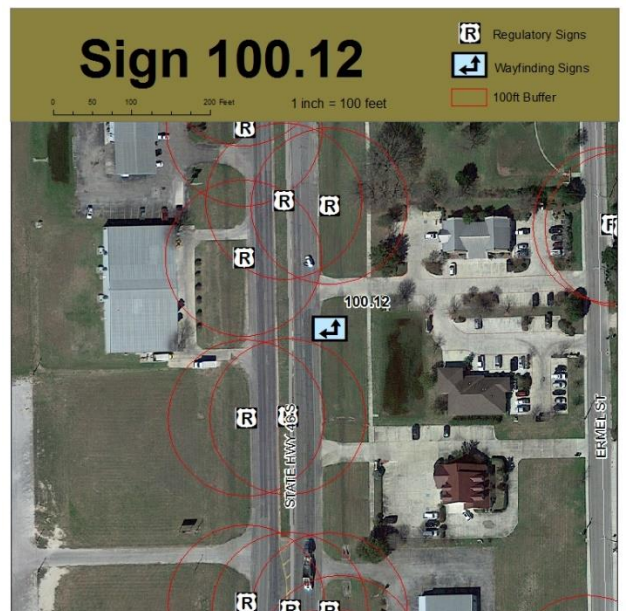 Sign 100.12
R Regulatory Signs
Wayfinding Signs
100ft Buffer
0 50 100 200 Feet
1 inch = 100 feet
R
R
R
R
R
100.12
R
R
STATE HWY 46 S
ERMEL ST
R
R
R